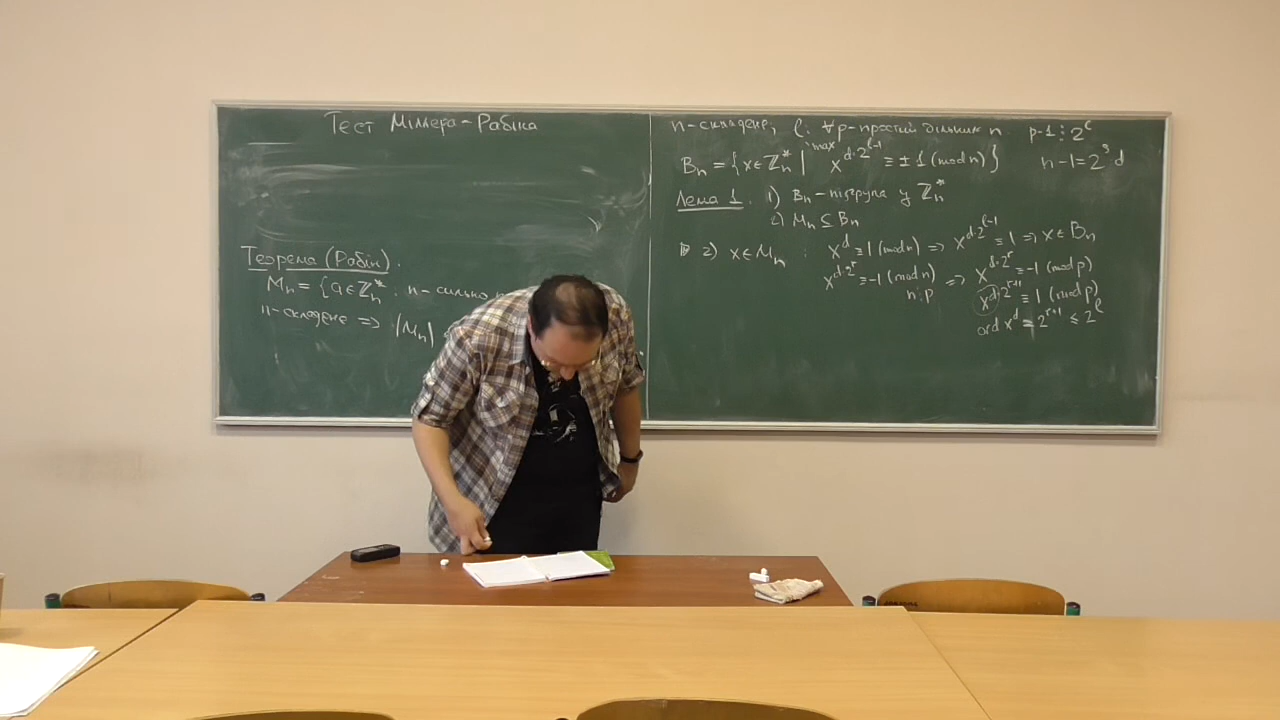 Тест Міллера-Рабіна
Теорема (Рабін).
Mₙ = {a∈ℤₙ* : n-сильно
n-складене => |Mₙ|
n-складене, ℓ: ∀p-простий дільник n p-1 ⋮ 2^ℓ
max
Bₙ = {x∈ℤₙ* | x^(d·2^(ℓ-1)) ≡ ±1 (mod n)} n-1=2^s·d
Лема 1. 1) Bₙ-підгрупа у ℤₙ*
2) Mₙ ⊆ Bₙ
2) x∈Mₙ : x^d ≡ 1 (mod n) => x^(d·2^(ℓ-1)) ≡ 1 => x∈Bₙ
x^(d·2^r) ≡ -1 (mod n) => x^(d·2^r) ≡ -1 (mod p)
n ⋮ p
x^(d·2^(r+1)) ≡ 1 (mod p)
ord x^d = 2^(r+1) ≤ 2^ℓ